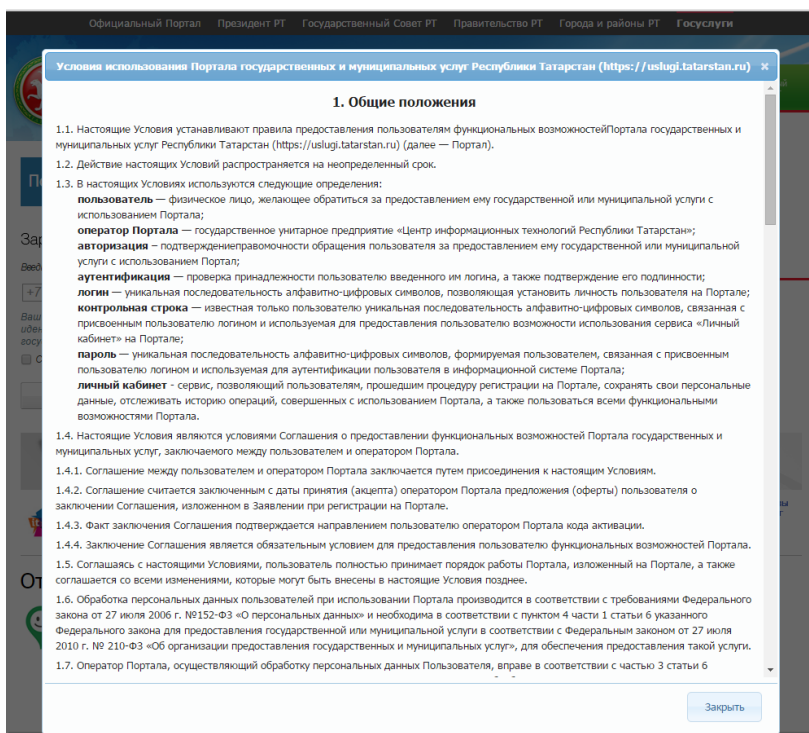 Официальный Портал Президент РТ Государственный Совет РТ Правительство РТ Города и районы РТ Госуслуги
Условия использования Портала государственных и муниципальных услуг Республики Татарстан (https://uslugi.tatarstan.ru)
1. Общие положения
1.1. Настоящие Условия устанавливают правила предоставления пользователям функциональных возможностейПортала государственных и
муниципальных услуг Республики Татарстан (https://uslugi.tatarstan.ru) (далее — Портал).
1.2. Действие настоящих Условий распространяется на неопределенный срок.
1.3. В настоящих Условиях используются следующие определения:
пользователь — физическое лицо, желающее обратиться за предоставлением ему государственной или муниципальной услуги с
использованием Портала;
оператор Портала — государственное унитарное предприятие «Центр информационных технологий Республики Татарстан»;
авторизация – подтверждениеправомочности обращения пользователя за предоставлением ему государственной или муниципальной
услуги с использованием Портал;
аутентификация — проверка принадлежности пользователю введенного им логина, а также подтверждение его подлинности;
логин — уникальная последовательность алфавитно-цифровых символов, позволяющая установить личность пользователя на Портале;
контрольная строка — известная только пользователю уникальная последовательность алфавитно-цифровых символов, связанная с
присвоенным пользователю логином и используемая для предоставления пользователю возможности использования сервиса «Личный
кабинет» на Портале;
пароль — уникальная последовательность алфавитно-цифровых символов, формируемая пользователем, связанная с присвоенным
пользователю логином и используемая для аутентификации пользователя в информационной системе Портала;
личный кабинет - сервис, позволяющий пользователям, прошедшим процедуру регистрации на Портале, сохранять свои персональные
данные, отслеживать историю операций, совершенных с использованием Портала, а также пользоваться всеми функциональными
возможностями Портала.
1.4. Настоящие Условия являются условиями Соглашения о предоставлении функциональных возможностей Портала государственных и
муниципальных услуг, заключаемого между пользователем и оператором Портала.
1.4.1. Соглашение между пользователем и оператором Портала заключается путем присоединения к настоящим Условиям.
1.4.2. Соглашение считается заключенным с даты принятия (акцепта) оператором Портала предложения (оферты) пользователя о
заключении Соглашения, изложенном в Заявлении при регистрации на Портале.
1.4.3. Факт заключения Соглашения подтверждается направлением пользователю оператором Портала кода активации.
1.4.4. Заключение Соглашения является обязательным условием для предоставления пользователю функциональных возможностей Портала.
1.5. Соглашаясь с настоящими Условиями, пользователь полностью принимает порядок работы Портала, изложенный на Портале, а также
соглашается со всеми изменениями, которые могут быть внесены в настоящие Условия позднее.
1.6. Обработка персональных данных пользователей при использовании Портала производится в соответствии с требованиями Федерального
закона от 27 июля 2006 г. №152-ФЗ «О персональных данных» и необходима в соответствии с пунктом 4 части 1 статьи 6 указанного
Федерального закона для предоставления государственной или муниципальной услуги в соответствии с Федеральным законом от 27 июля
2010 г. № 210-ФЗ «Об организации предоставления государственных и муниципальных услуг», для обеспечения предоставления такой услуги.
1.7. Оператор Портала, осуществляющий обработку персональных данных Пользователя, вправе в соответствии с частью 3 статьи 6
Закрыть
Зар
+7
Ваш
иден
госу
От